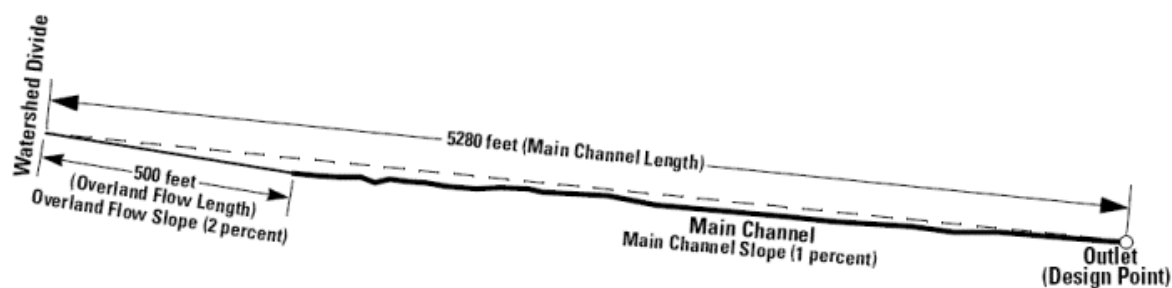 Watershed Divide
5280 feet (Main Channel Length)
500 feet
(Overland Flow Length)
Overland Flow Slope (2 percent)
Main Channel
Main Channel Slope (1 percent)
Outlet
(Design Point)